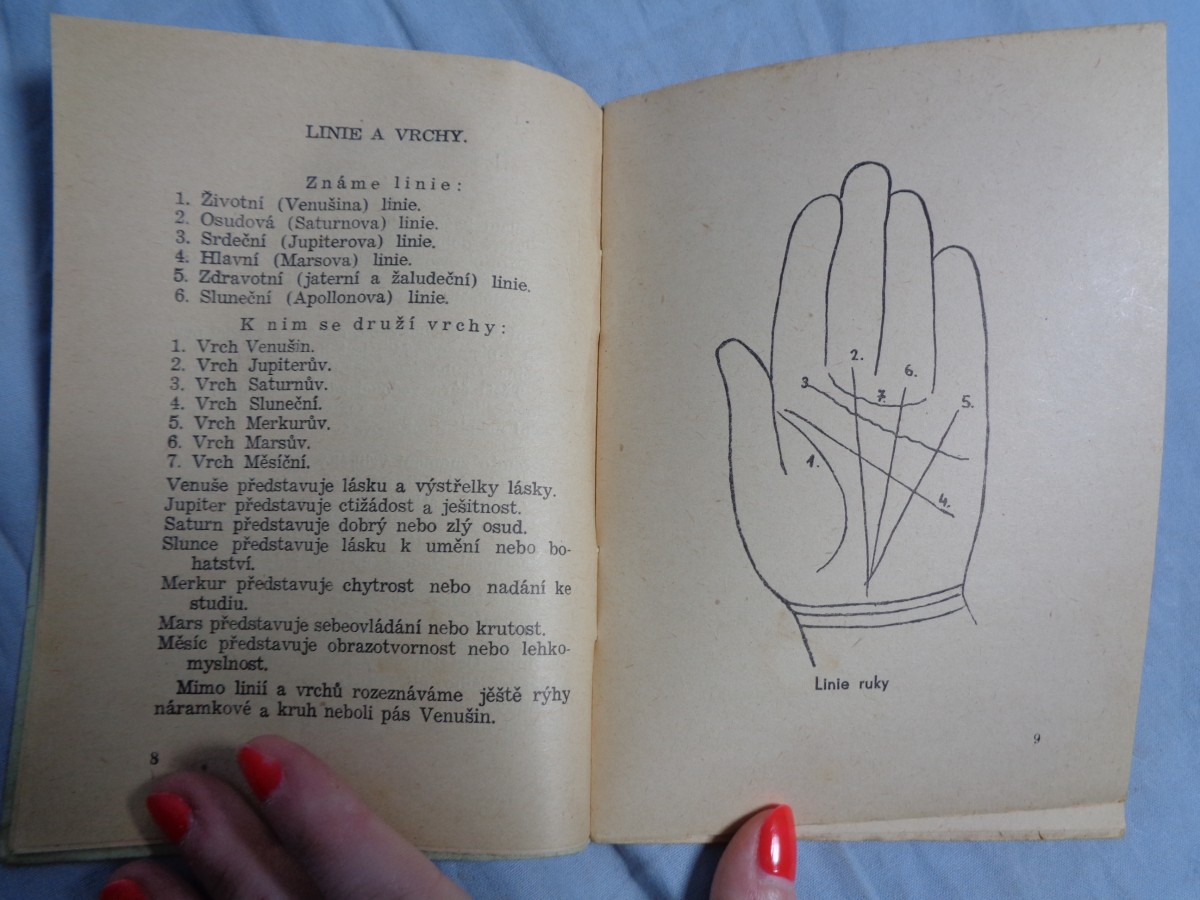 LINIE A VRCHY.
Známe linie:
1. Životní (Venušina) linie.
2. Osudová (Saturnova) linie.
3. Srdeční (Jupiterova) linie.
4. Hlavní (Marsova) linie.
5. Zdravotní (jaterní a žaludeční) linie.
6. Sluneční (Apollonova) linie.
K nim se druží vrchy:
1. Vrch Venušin.
2. Vrch Jupiterův.
3. Vrch Saturnův.
4. Vrch Sluneční.
5. Vrch Merkurův.
6. Vrch Marsův.
7. Vrch Měsíční.
Venuše představuje lásku a výstřelky lásky.
Jupiter představuje ctižádost a ješitnost.
Saturn představuje dobrý nebo zlý osud.
Slunce představuje lásku k umění nebo bo-
hatství.
Merkur představuje chytrost nebo nadání ke
studiu.
Mars představuje sebeovládání nebo krutost.
Měsíc představuje obrazotvornost nebo lehko-
myslnost.
Mimo linií a vrchů rozeznáváme jěště rýhy
náramkové a kruh neboli pás Venušin.
8
2.
6.
3
7.
5.
1.
4.
Linie ruky
9